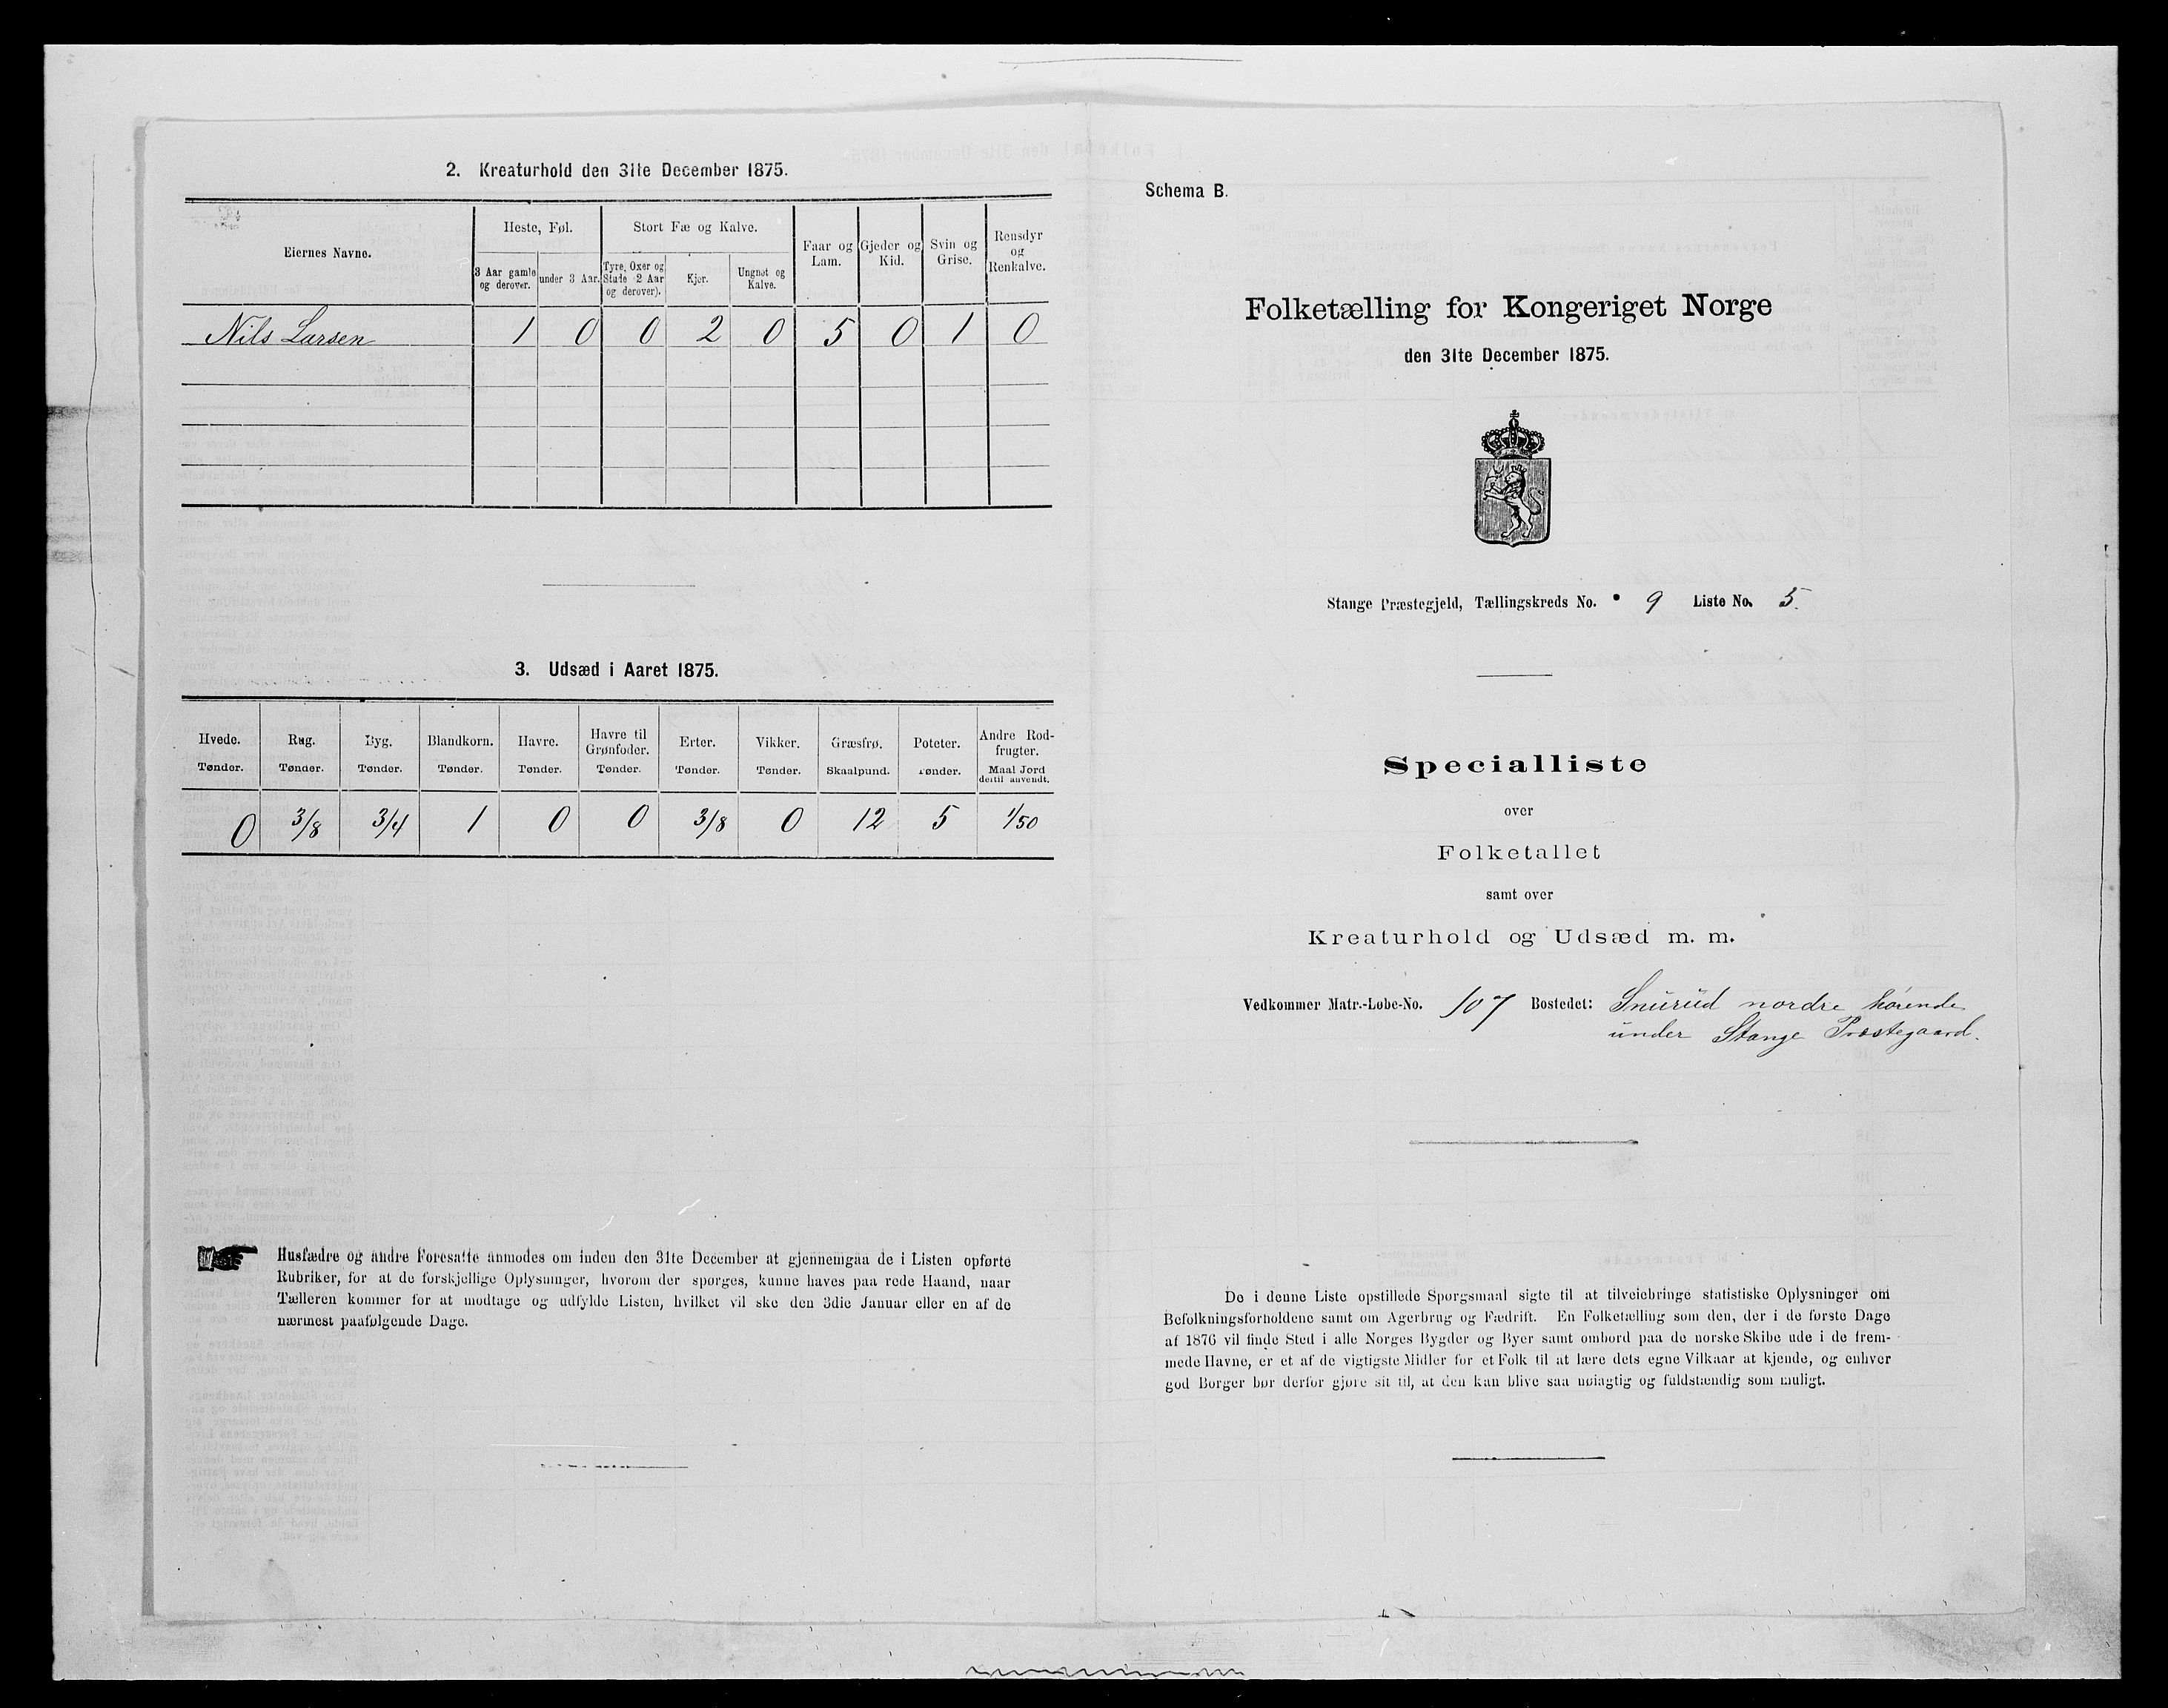 2. Kreaturhold den 31te December 1875.
Eiernes Navne.
Heste, Føl.
Stort Fæ og Kalve.
Faar og Lam.
Gjeder og Kid.
Svin og Grise.
Rensdyr og Renkalve.
3 Aar gamle og derover.
under 3 Aar.
Tyre, Oxer og Stude (2 Aar og derover).
Kjør.
Ungnøt og Kalve.
Nils Larsen 1 0 0 2 0 5 0 1 0
3. Udsæd i Aaret 1875.
Hvede. Rug. Byg. Blandkorn. Havre. Havre til Grønfoder. Erter. Vikker. Græsfrø. Poteter. Andre Rodfrugter.
Tønder. Tønder. Tønder. Tønder. Tønder. Tønder. Tønder. Tønder. Skaalpund. Tønder. Maal Jord dertil anvendt.
0 3/8 3/4 1 0 0 3/8 0 12 5 1/50
Husfædre og andre Foresatte anmodes om inden den 31te December at gjennemgaa de i Listen opførte
Rubriker, for at de forskjellige Oplysninger, hvorom der spørges, kunne haves paa rede Haand, naar
Tælleren kommer for at modtage og udfylde Listen, hvilket vil ske den 3die Januar eller en af de
nærmest paafølgende Dage.
Schema B.
Folketælling for Kongeriget Norge
den 31te December 1875.
Stange Præstegjeld, Tællingskreds No. 9 Liste No. 5.
Specialliste
over
Folketallet
samt over
Kreaturhold og Udsæd m. m.
Vedkommer Matr.-Løbe-No. 107 Bostedet: Snurud nordre hørende
under Stange Præstegaard.
De i denne Liste opstillede Spørgsmaal sigte til at tilveiebringe statistiske Oplysninger om
Befolkningsforholdene samt om Agerbrug og Fædrift. En Folketælling som den, der i de første Dage
af 1876 vil finde Sted i alle Norges Bygder og Byer samt ombord paa de norske Skibe ude i de frem-
mede Havne, er et af de vigtigste Midler for et Folk til at lære dets egne Vilkaar at kjende, og enhver
god Borger bør derfor gjøre sit til, at den kan blive saa nøiagtig og fuldstændig som muligt.